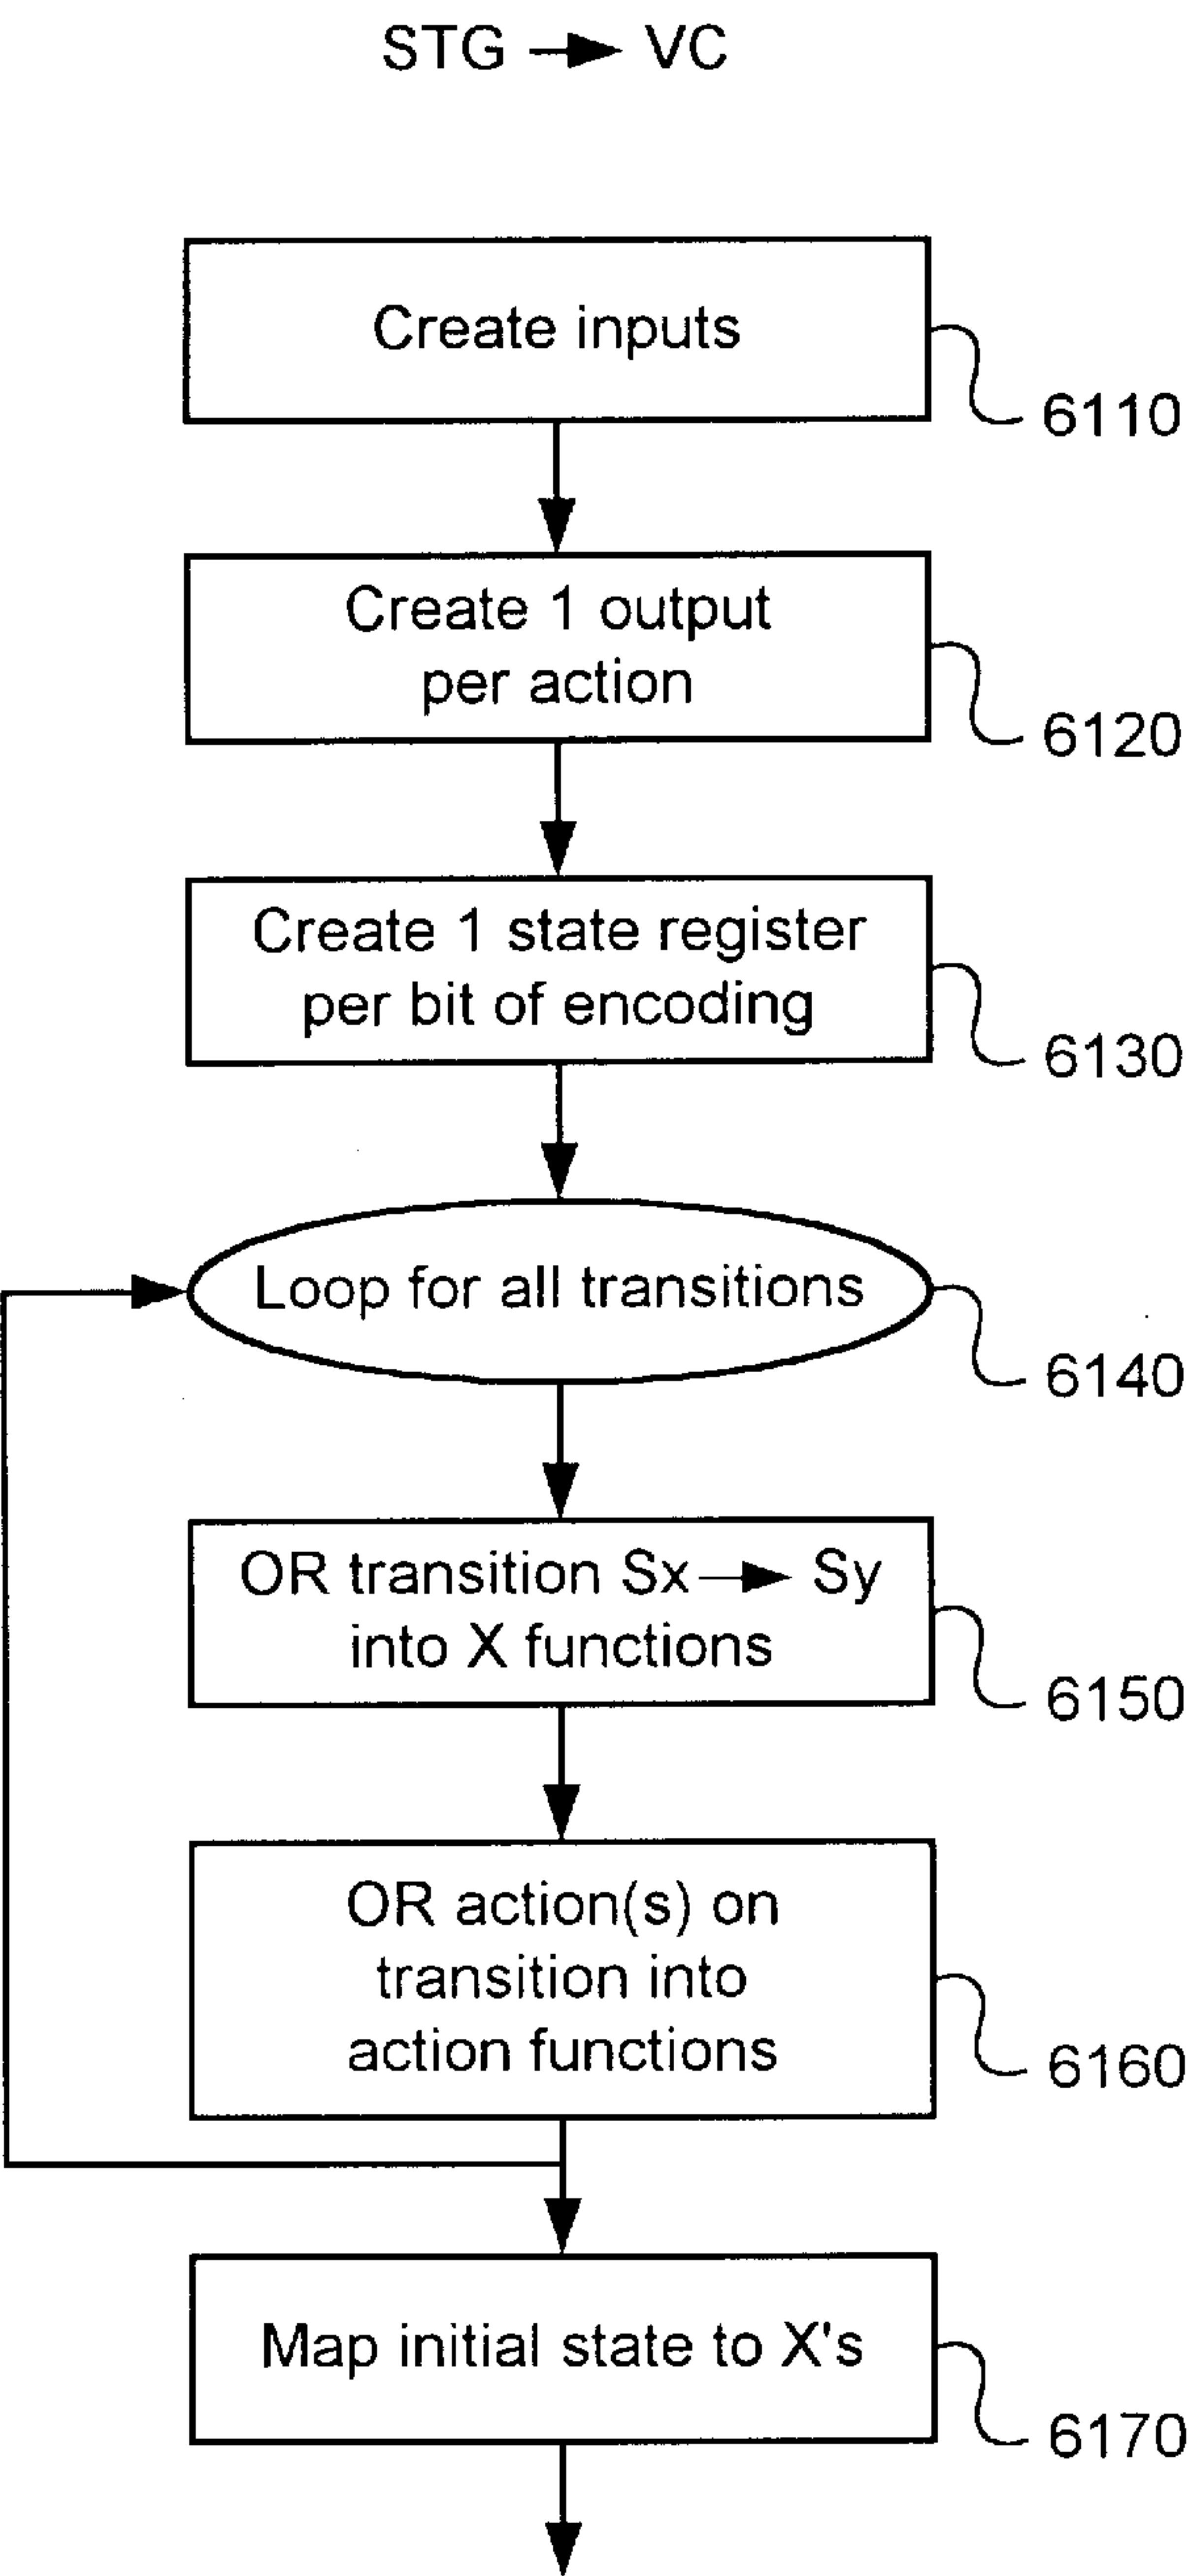 STG → VC
Create inputs
6110
Create 1 output
per action
6120
Create 1 state register
per bit of encoding
6130
Loop for all transitions
6140
OR transition Sx → Sy
into X functions
6150
OR action(s) on
transition into
action functions
6160
Map initial state to X's
6170